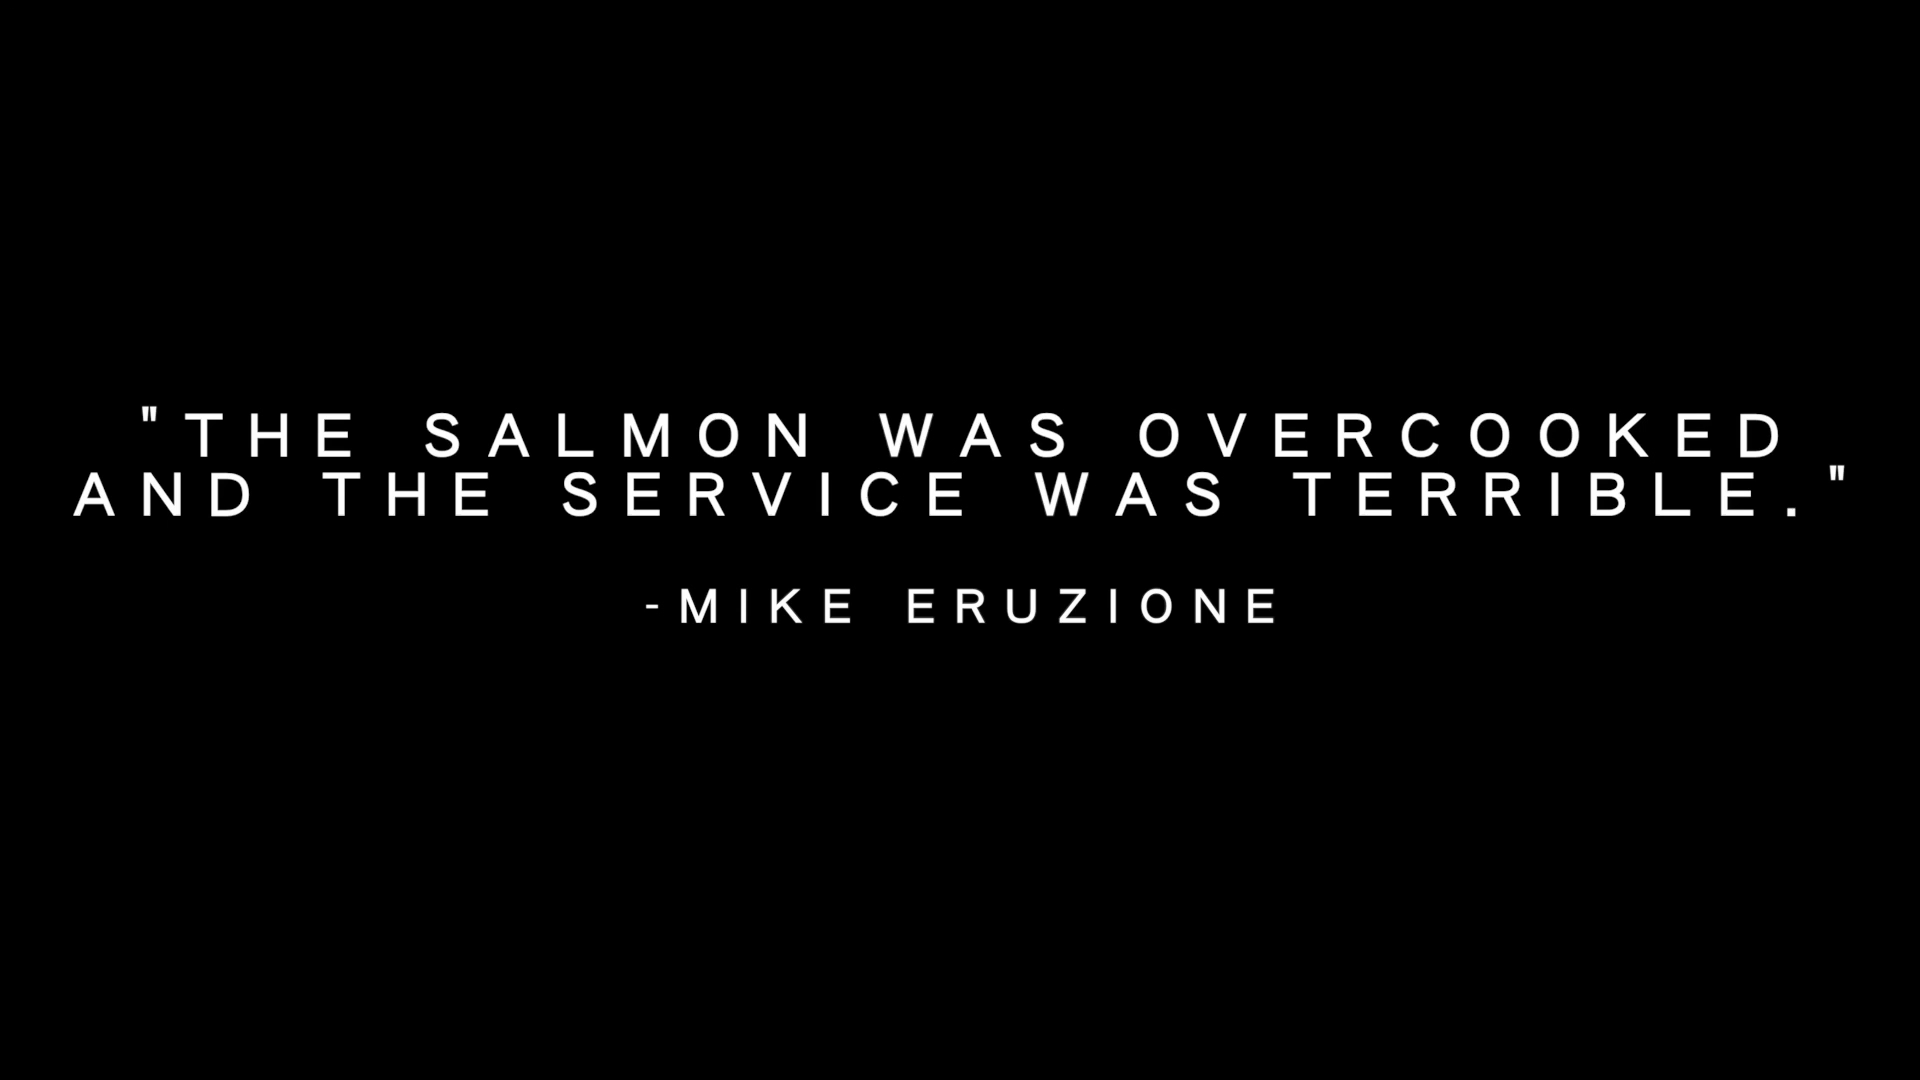 "THE SALMON WAS OVERCOOKED
AND THE SERVICE WAS TERRIBLE."
-MIKE ERUZIONE